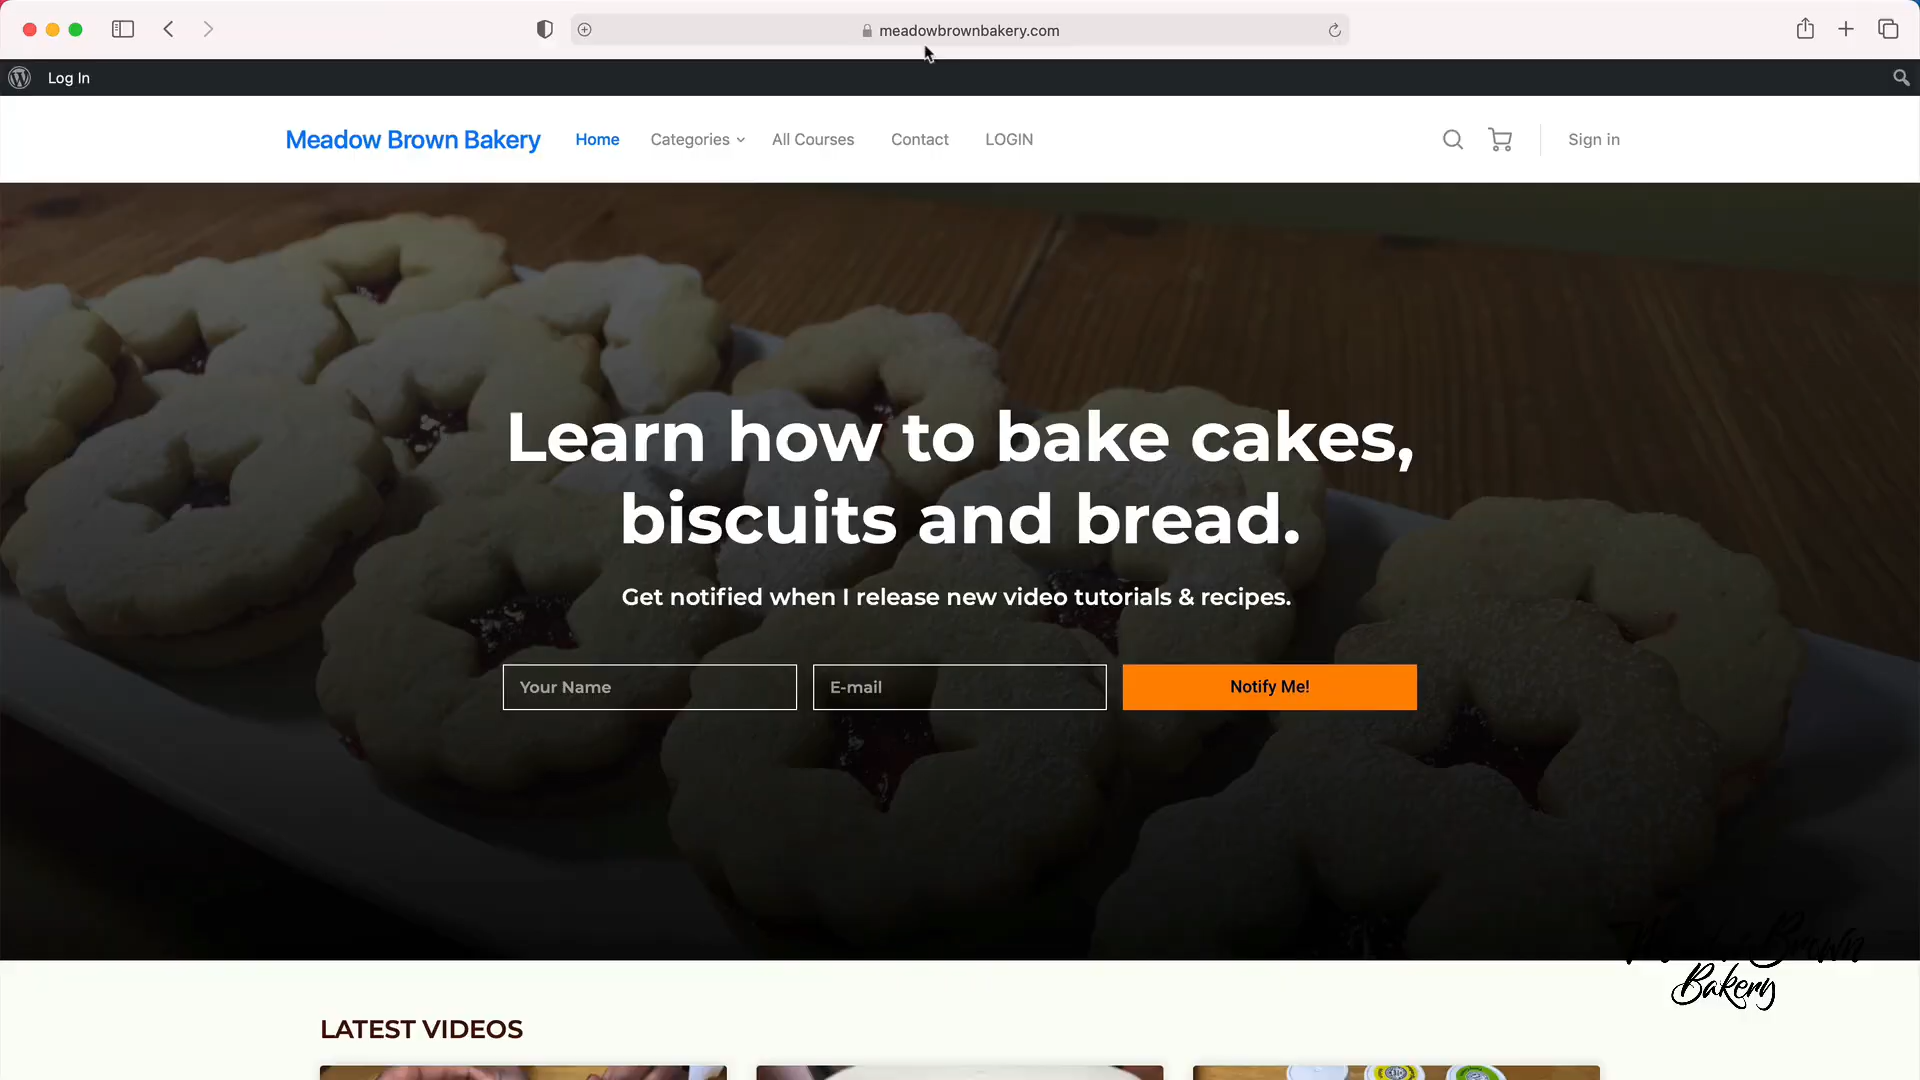 meadowbrownbakery.com
Log In
Meadow Brown Bakery
Home
Categories
All Courses
Contact
LOGIN
Sign in
Learn how to bake cakes,
biscuits and bread.
Get notified when I release new video tutorials & recipes.
Your Name
E-mail
Notify Me!
Meadow Brown
Bakery
LATEST VIDEOS